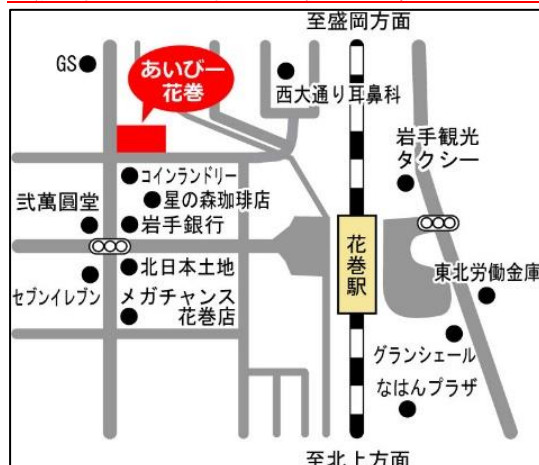 至盛岡方面
GS
あいびー
花巻
西大通り耳鼻科
岩手観光
タクシー
コインランドリー
星の森珈琲店
弐萬圓堂
岩手銀行
花巻駅
北日本土地
東北労働金庫
セブンイレブン
メガチャンス
花巻店
グランシェール
なはんプラザ
至北上方面